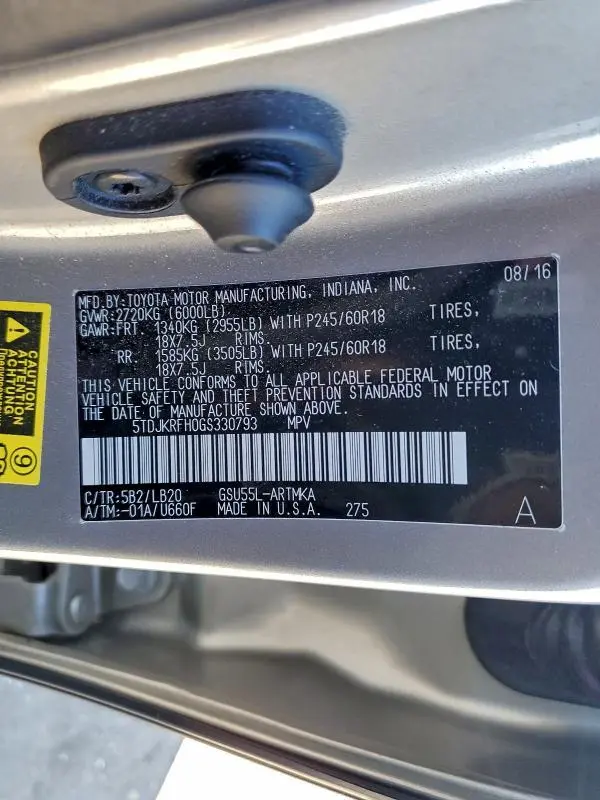 MFD.BY:TOYOTA MOTOR MANUFACTURING, INDIANA, INC. 08/16
GVWR:2720KG (6000LB)
GAWR:FRT 1340KG (2955LB) WITH P245/60R18 TIRES,
18X7.5J RIMS.
RR 1585KG (3505LB) WITH P245/60R18 TIRES,
18X7.5J RIMS.
THIS VEHICLE CONFORMS TO ALL APPLICABLE FEDERAL MOTOR
VEHICLE SAFETY AND THEFT PREVENTION STANDARDS IN EFFECT ON
THE DATE OF MANUFACTURE SHOWN ABOVE.
5TDJKRFH0GS330793 MPV
C/TR:5B2/LB20 GSU55L-ARTMKA
A/TM:-01A/U660F MADE IN U.S.A. 275
A
CAUTION
ATTENTION
ACHTUNG
9